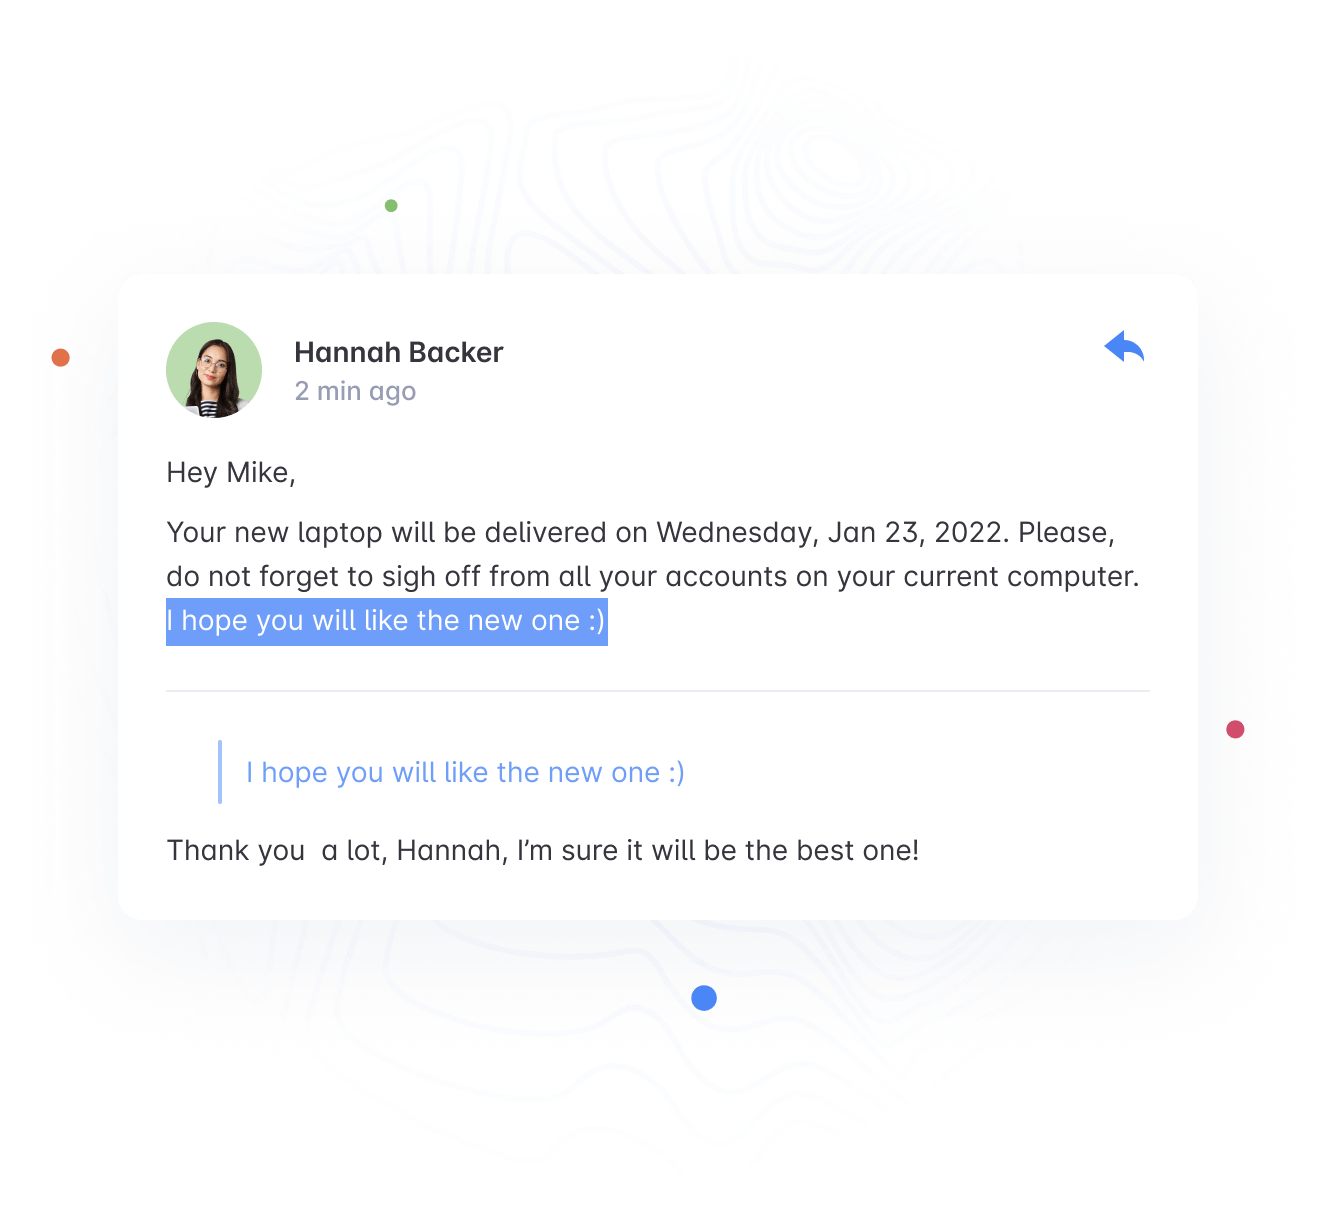 Hannah Backer
2 min ago
Hey Mike,
Your new laptop will be delivered on Wednesday, Jan 23, 2022. Please,
do not forget to sigh off from all your accounts on your current computer.
I hope you will like the new one :)
I hope you will like the new one :)
Thank you  a lot, Hannah, I’m sure it will be the best one!